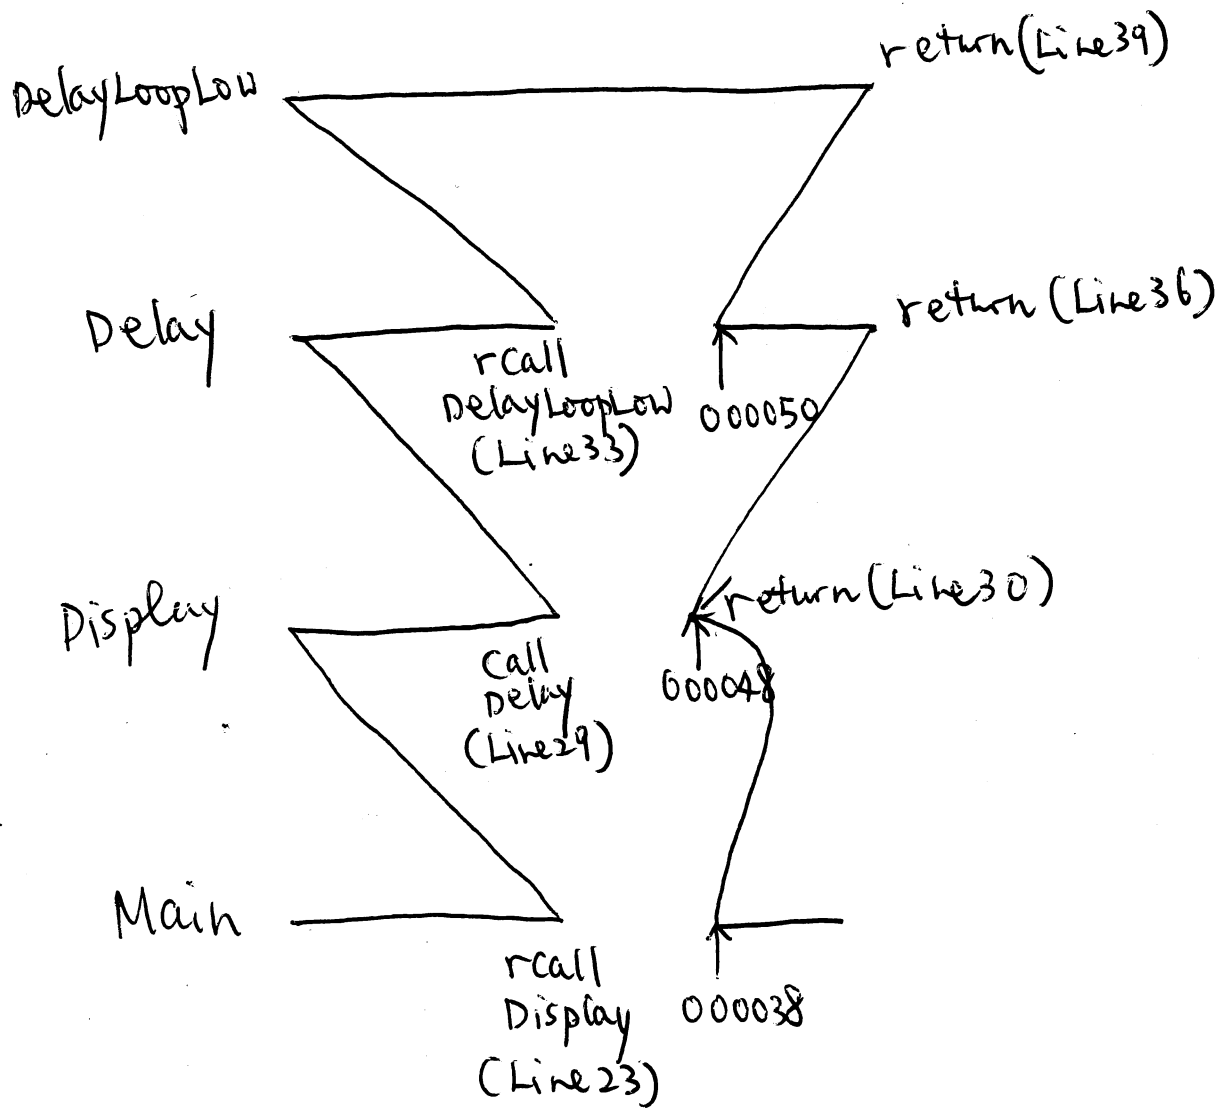 return(Line39)
DelayLoopLow
return (Line36)
Delay
rcall
DelayLoopLow
(Line33)
000050
return(Line30)
Display
call
Delay
(Line29)
000048
Main
rcall
Display
(Line23)
000038